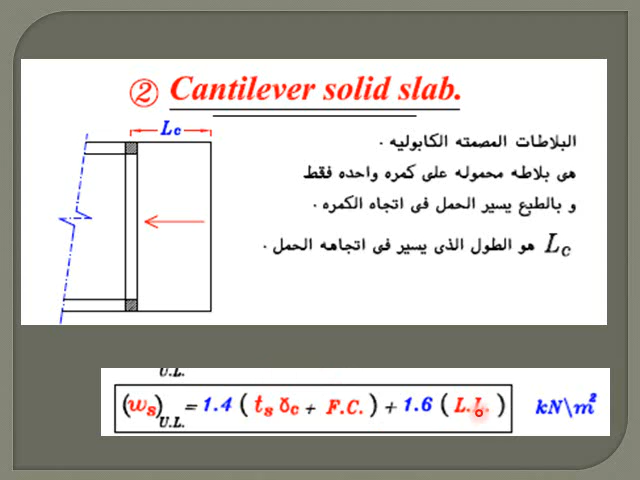 ② Cantilever solid slab.
Lc
البلاطات المصمته الكابوليه .
هى بلاطه محموله على كمره واحده فقط
و بالطبع يسير الحمل فى اتجاه الكمره .
Lc هو الطول الذى يسير فى اتجاهه الحمل .
U.L.
(ws)U.L. = 1.4 ( ts γc + F.C. ) + 1.6 ( L.L. ) kN\m²